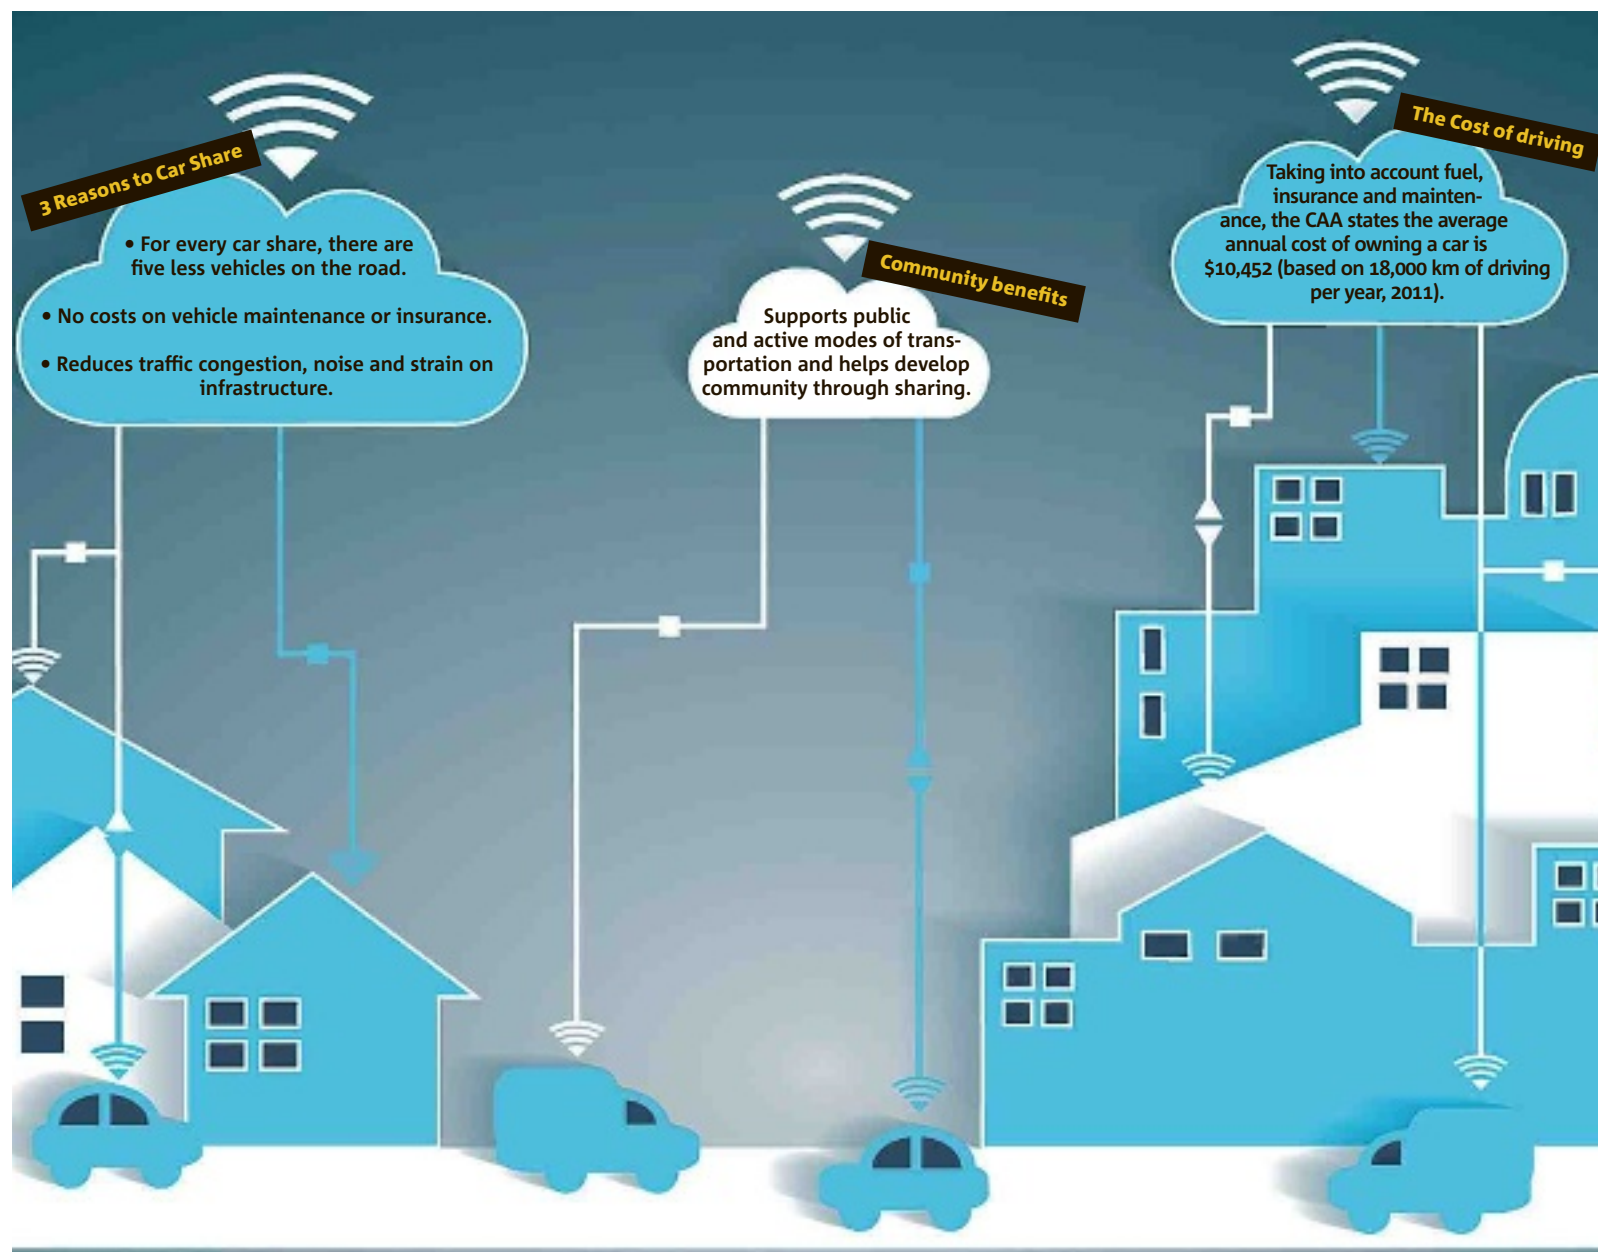 3 Reasons to Car Share
• For every car share, there are
five less vehicles on the road.
• No costs on vehicle maintenance or insurance.
• Reduces traffic congestion, noise and strain on
infrastructure.
Community benefits
Supports public
and active modes of trans-
portation and helps develop
community through sharing.
The Cost of driving
Taking into account fuel,
insurance and mainten-
ance, the CAA states the average
annual cost of owning a car is
$10,452 (based on 18,000 km of driving
per year, 2011).